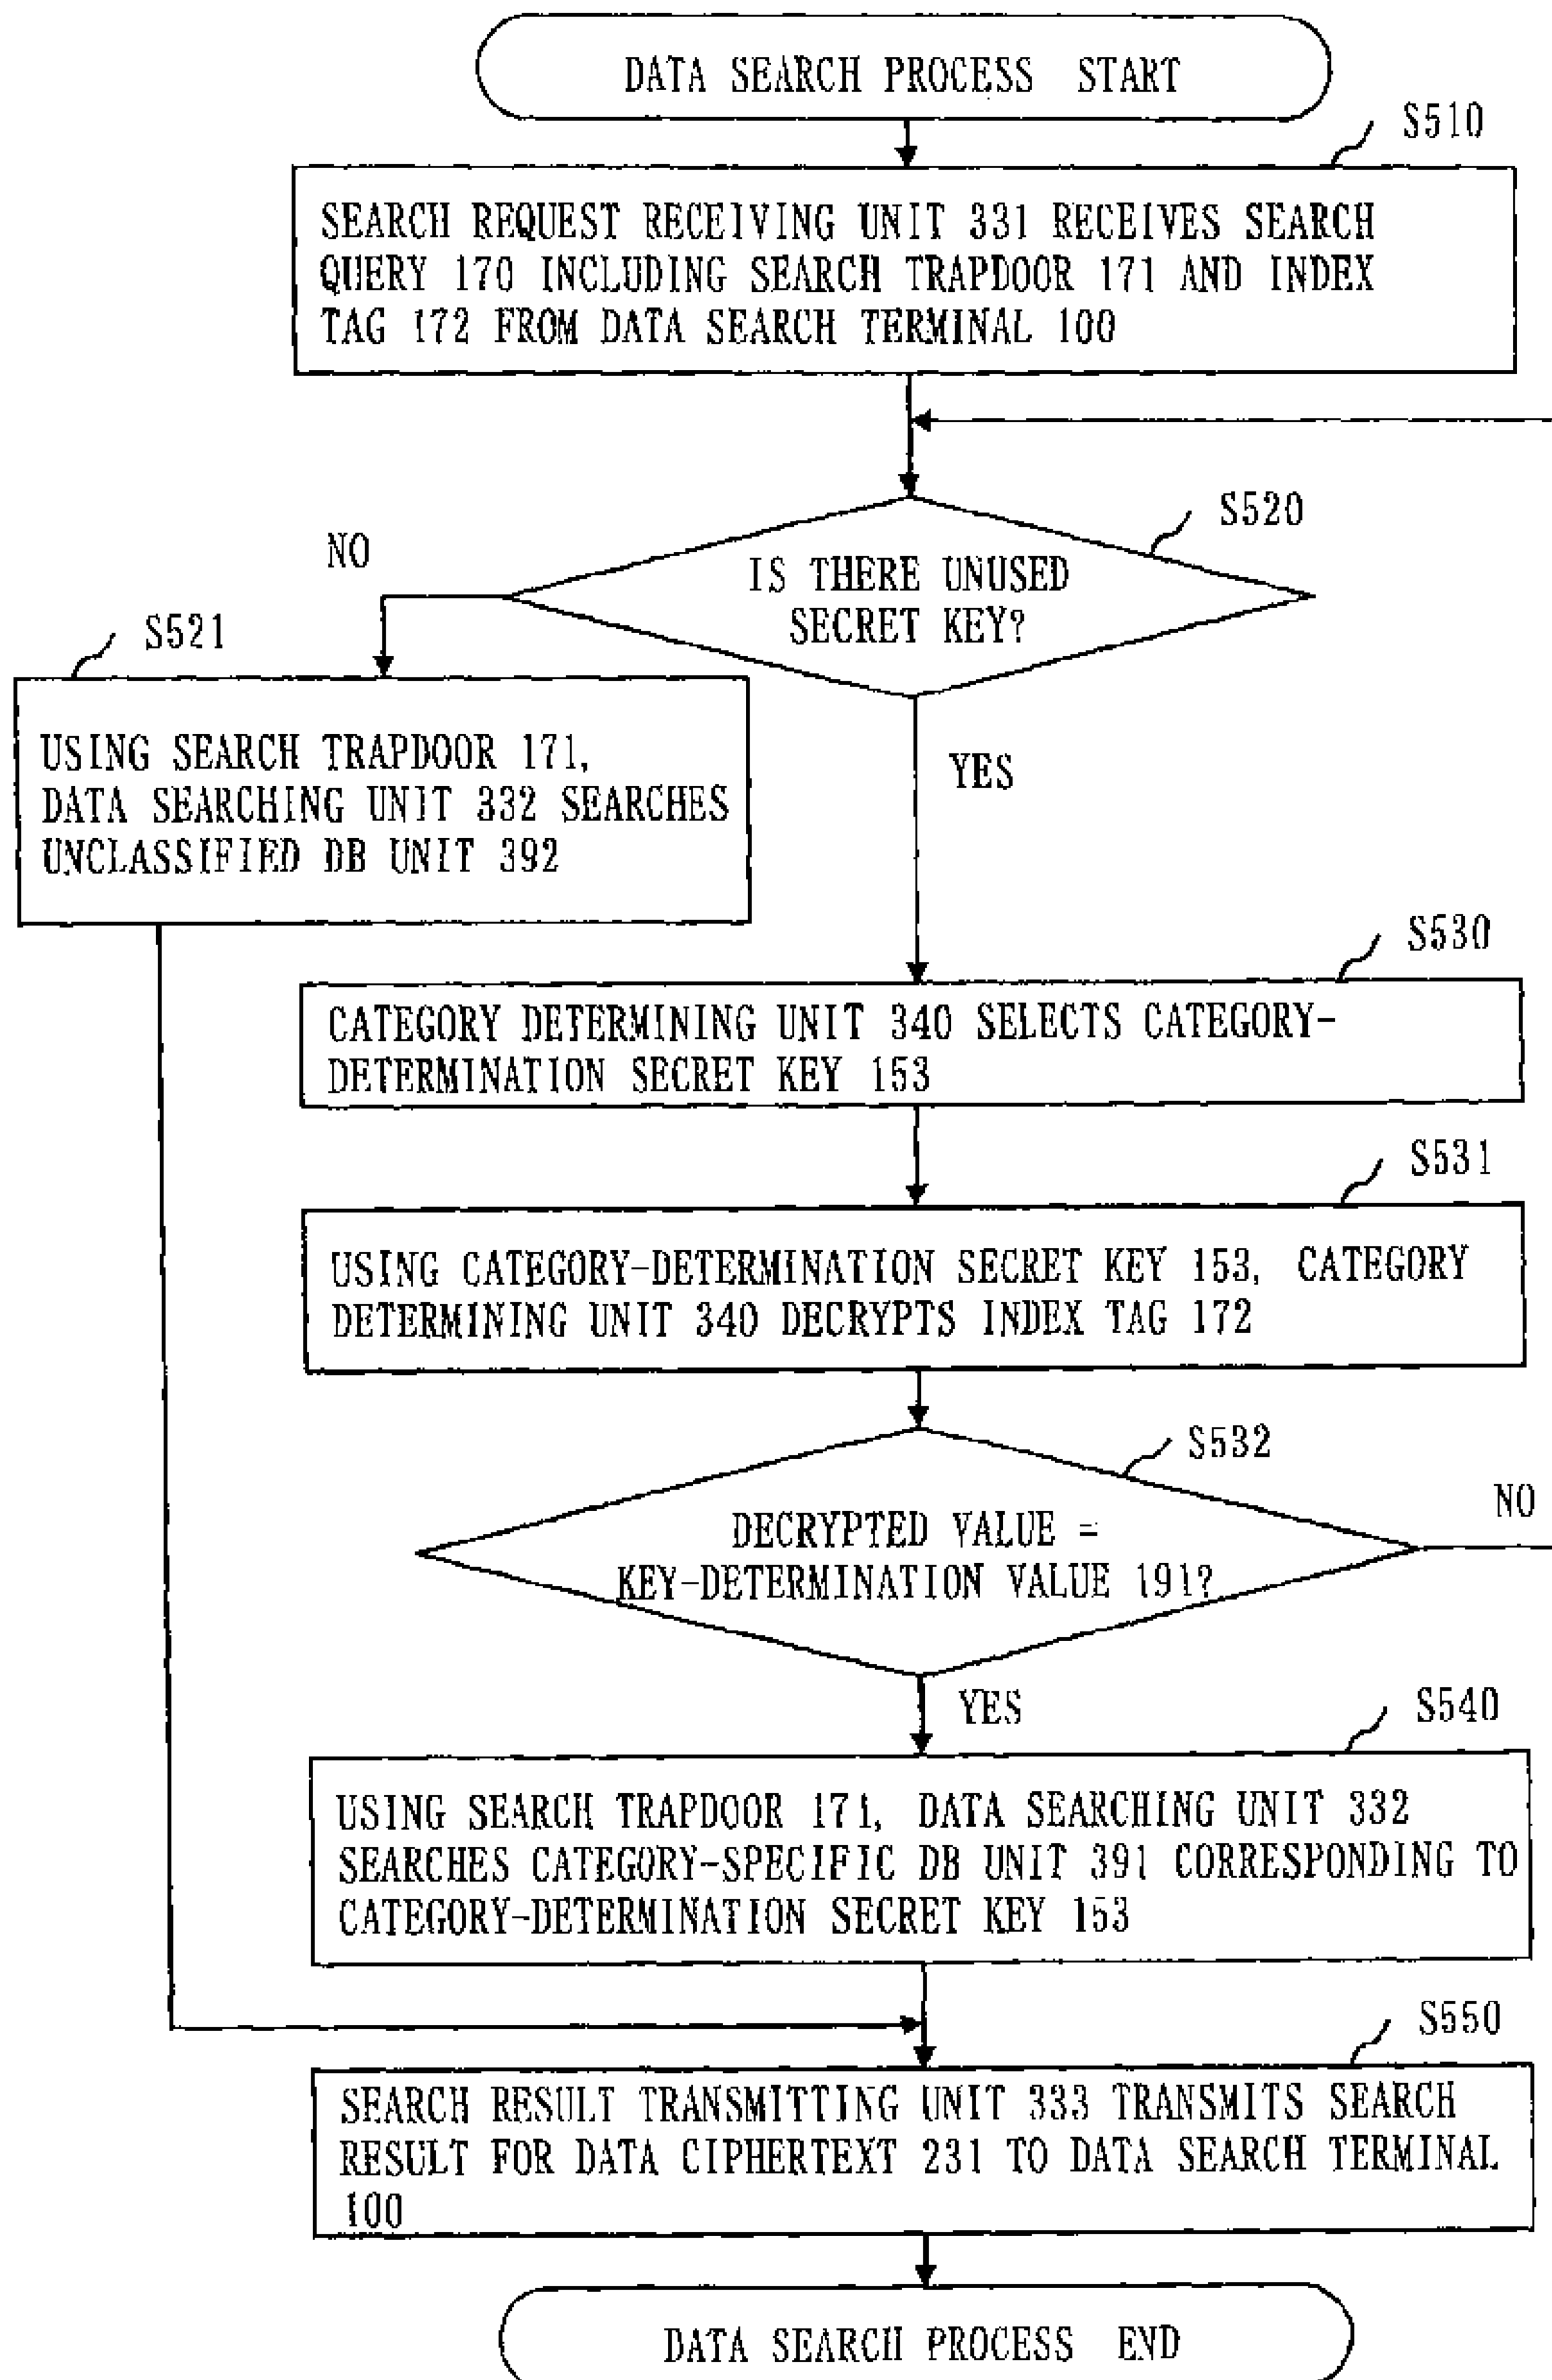 DATA SEARCH PROCESS START
S510
SEARCH REQUEST RECEIVING UNIT 331 RECEIVES SEARCH
QUERY 170 INCLUDING SEARCH TRAPDOOR 171 AND INDEX
TAG 172 FROM DATA SEARCH TERMINAL 100
S520
NO
IS THERE UNUSED
SECRET KEY?
S521
USING SEARCH TRAPDOOR 171,
DATA SEARCHING UNIT 332 SEARCHES
UNCLASSIFIED DB UNIT 392
YES
S530
CATEGORY DETERMINING UNIT 340 SELECTS CATEGORY-
DETERMINATION SECRET KEY 153
S531
USING CATEGORY-DETERMINATION SECRET KEY 153, CATEGORY
DETERMINING UNIT 340 DECRYPTS INDEX TAG 172
S532
NO
DECRYPTED VALUE =
KEY-DETERMINATION VALUE 191?
YES
S540
USING SEARCH TRAPDOOR 171, DATA SEARCHING UNIT 332
SEARCHES CATEGORY-SPECIFIC DB UNIT 391 CORRESPONDING TO
CATEGORY-DETERMINATION SECRET KEY 153
S550
SEARCH RESULT TRANSMITTING UNIT 333 TRANSMITS SEARCH
RESULT FOR DATA CIPHERTEXT 231 TO DATA SEARCH TERMINAL
100
DATA SEARCH PROCESS END